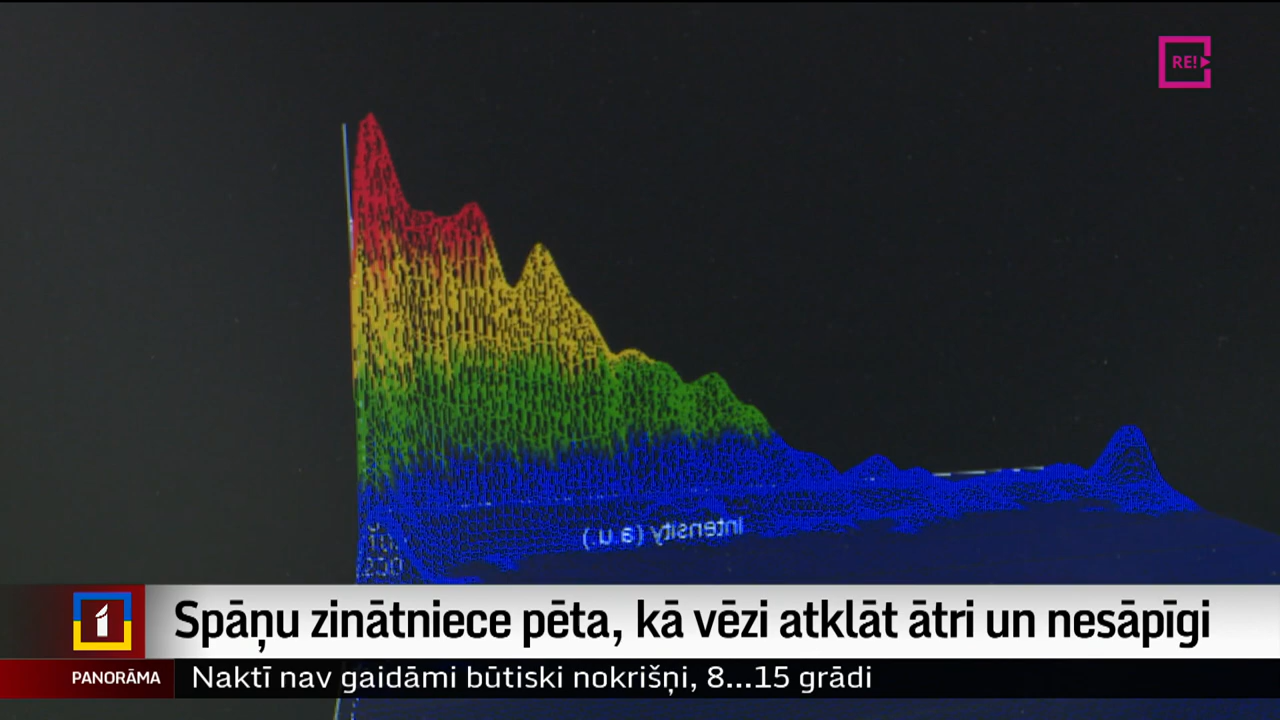 RE!
Intensity (a.u.)
1
Spāņu zinātniece pēta, kā vēzi atklāt ātri un nesāpīgi
PANORĀMA
Naktī nav gaidāmi būtiski nokrišņi, 8...15 grādi